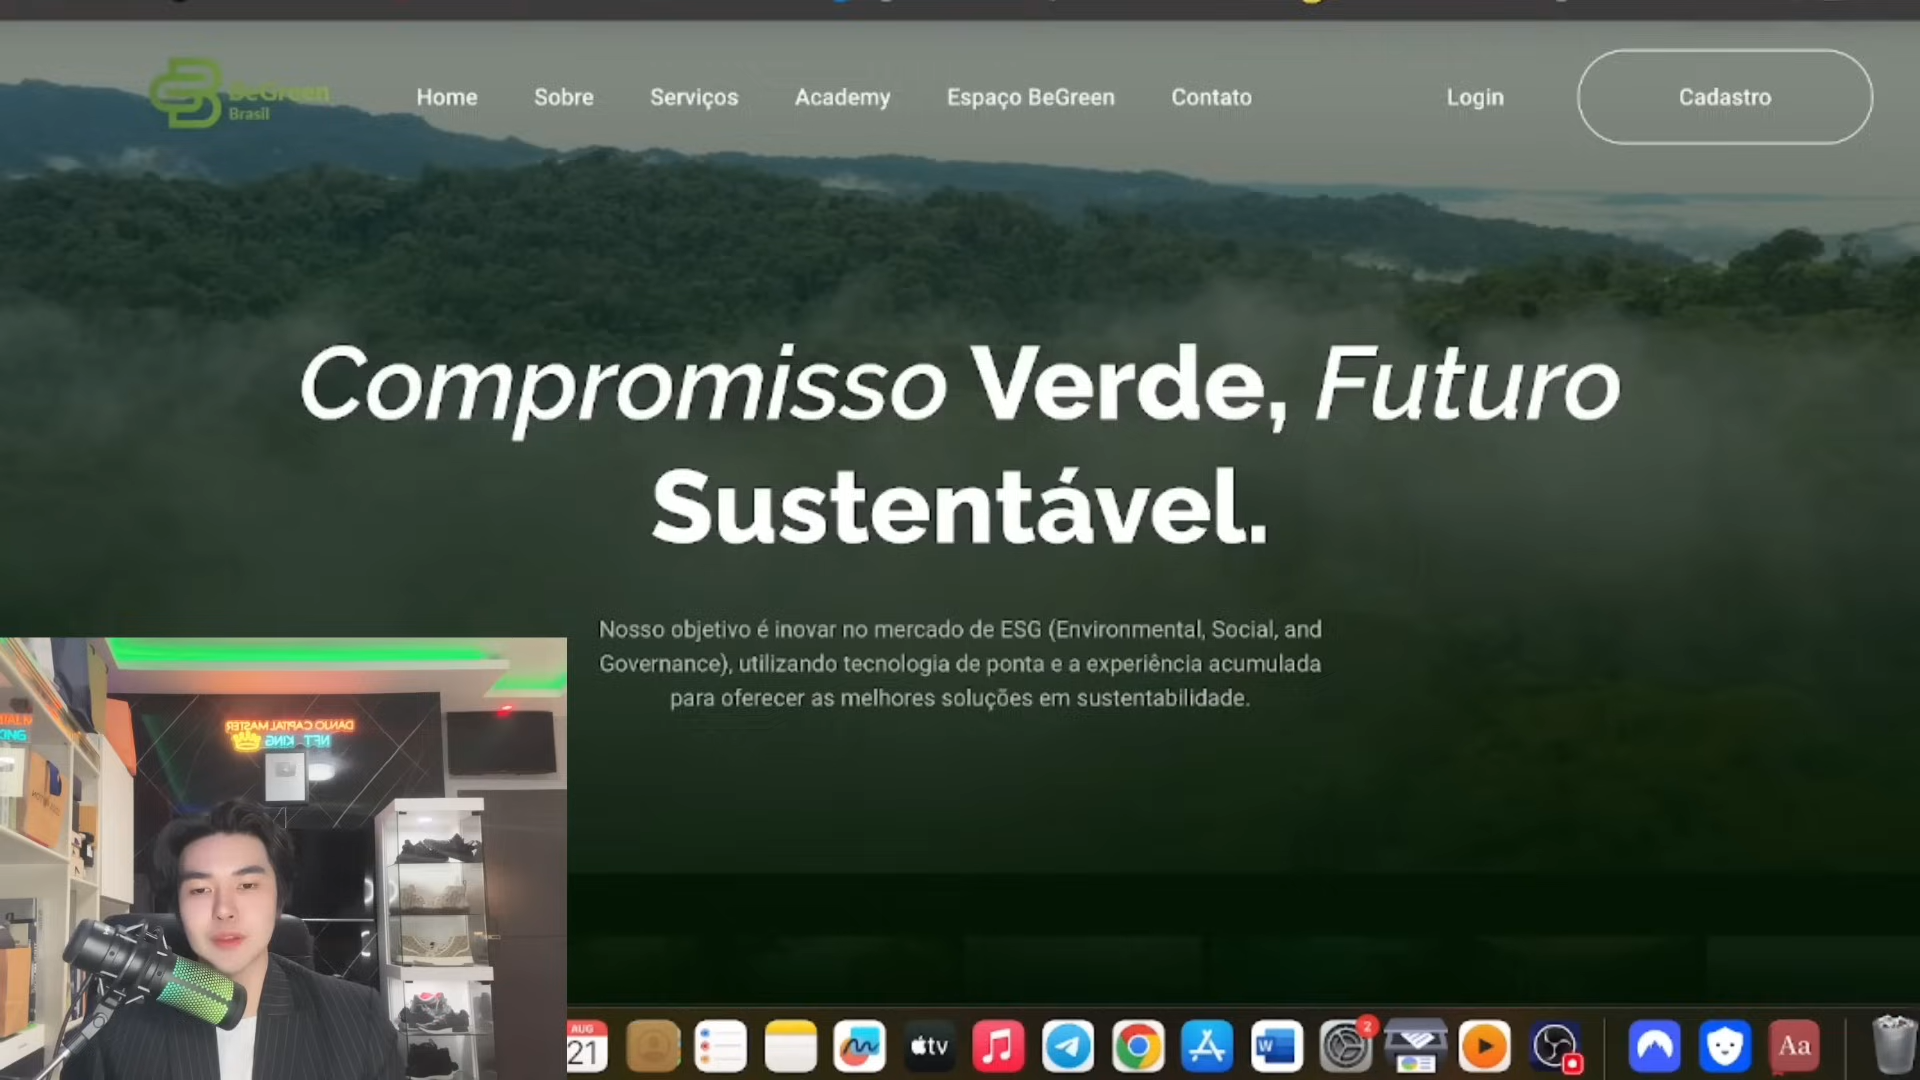 BeGreen
Brasil
Home
Sobre
Serviços
Academy
Espaço BeGreen
Contato
Login
Cadastro
Compromisso Verde, Futuro
Sustentável.
Nosso objetivo é inovar no mercado de ESG (Environmental, Social, and
Governance), utilizando tecnologia de ponta e a experiência acumulada
para oferecer as melhores soluções em sustentabilidade.
DANJO CAPITAL MASTER
NFT KING
AUG
21
tv
W
2
Aa